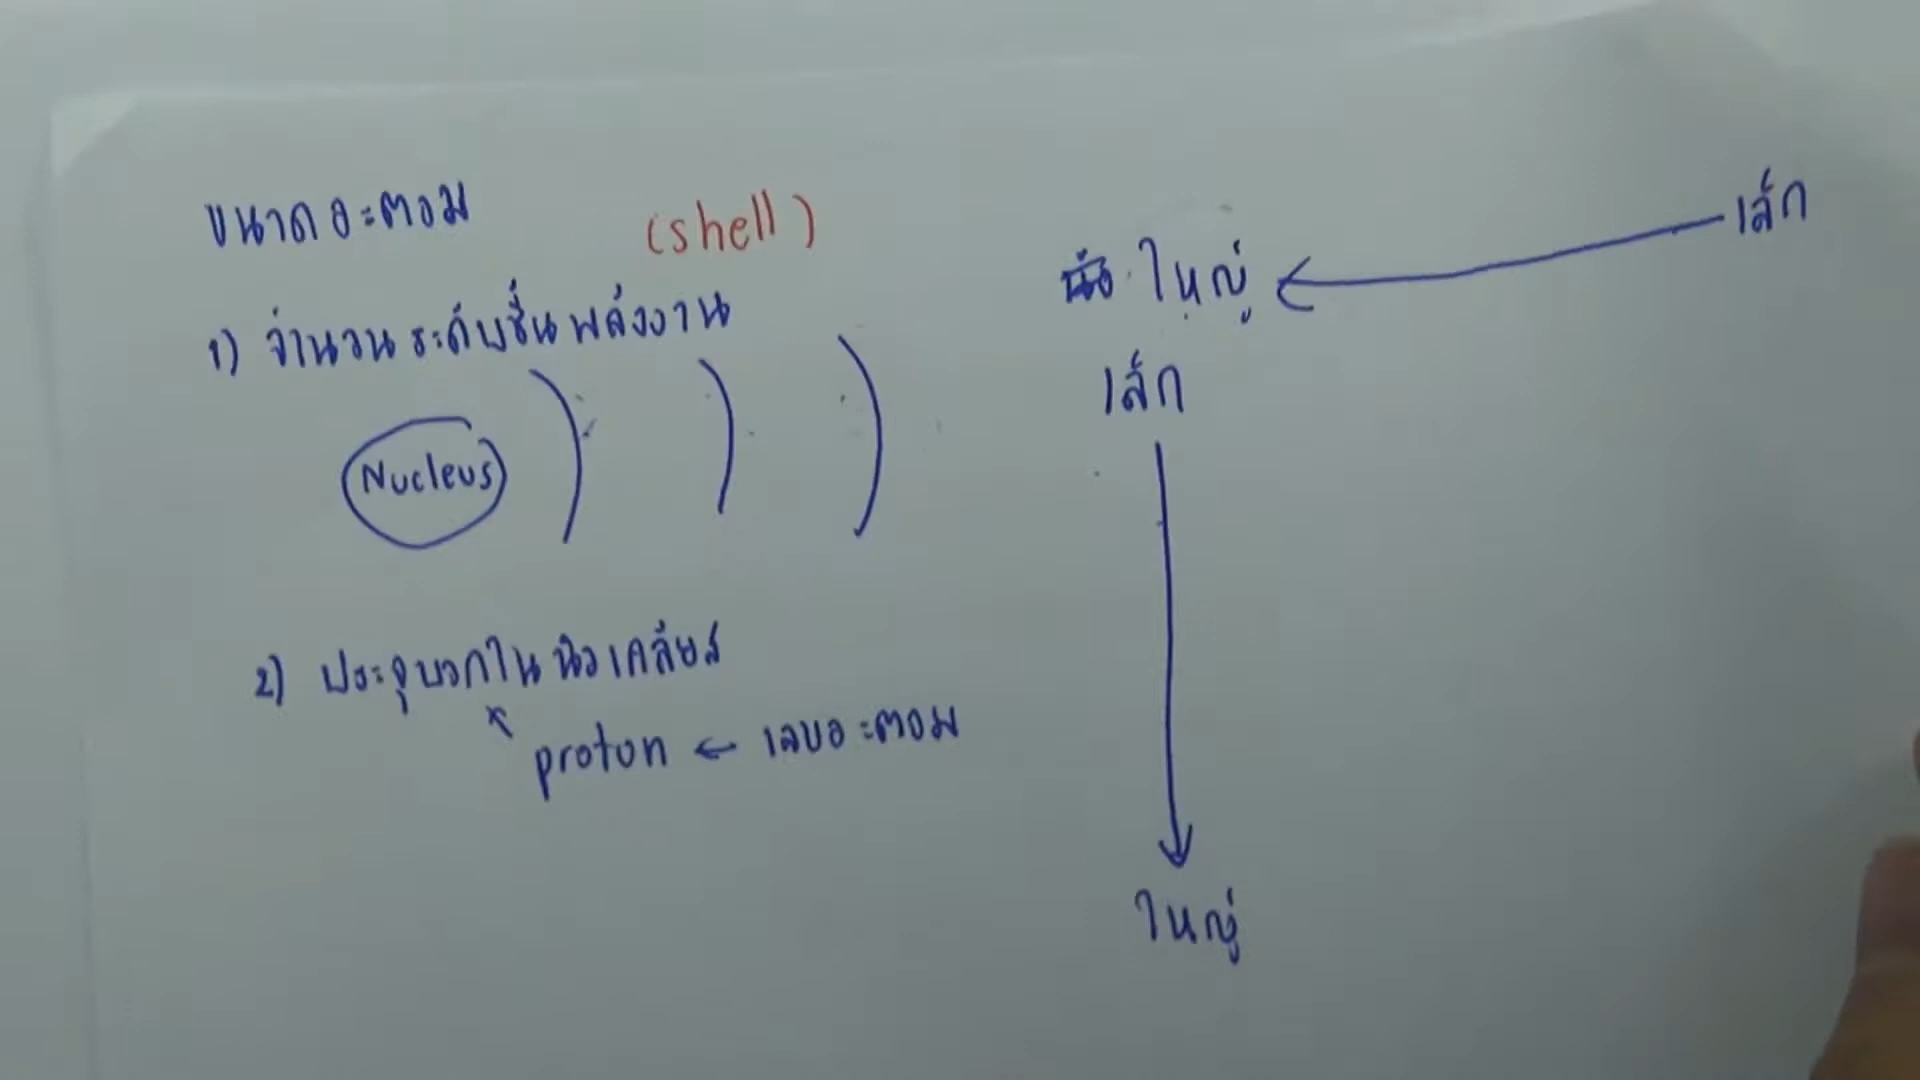 ขนาดอะตอม
(shell)
1) จำนวนระดับชั้นพลังงาน
Nucleus
2) ประจุบวกในนิวเคลียส
proton ← เลขอะตอม
ใหญ่ ← เล็ก
เล็ก
ใหญ่